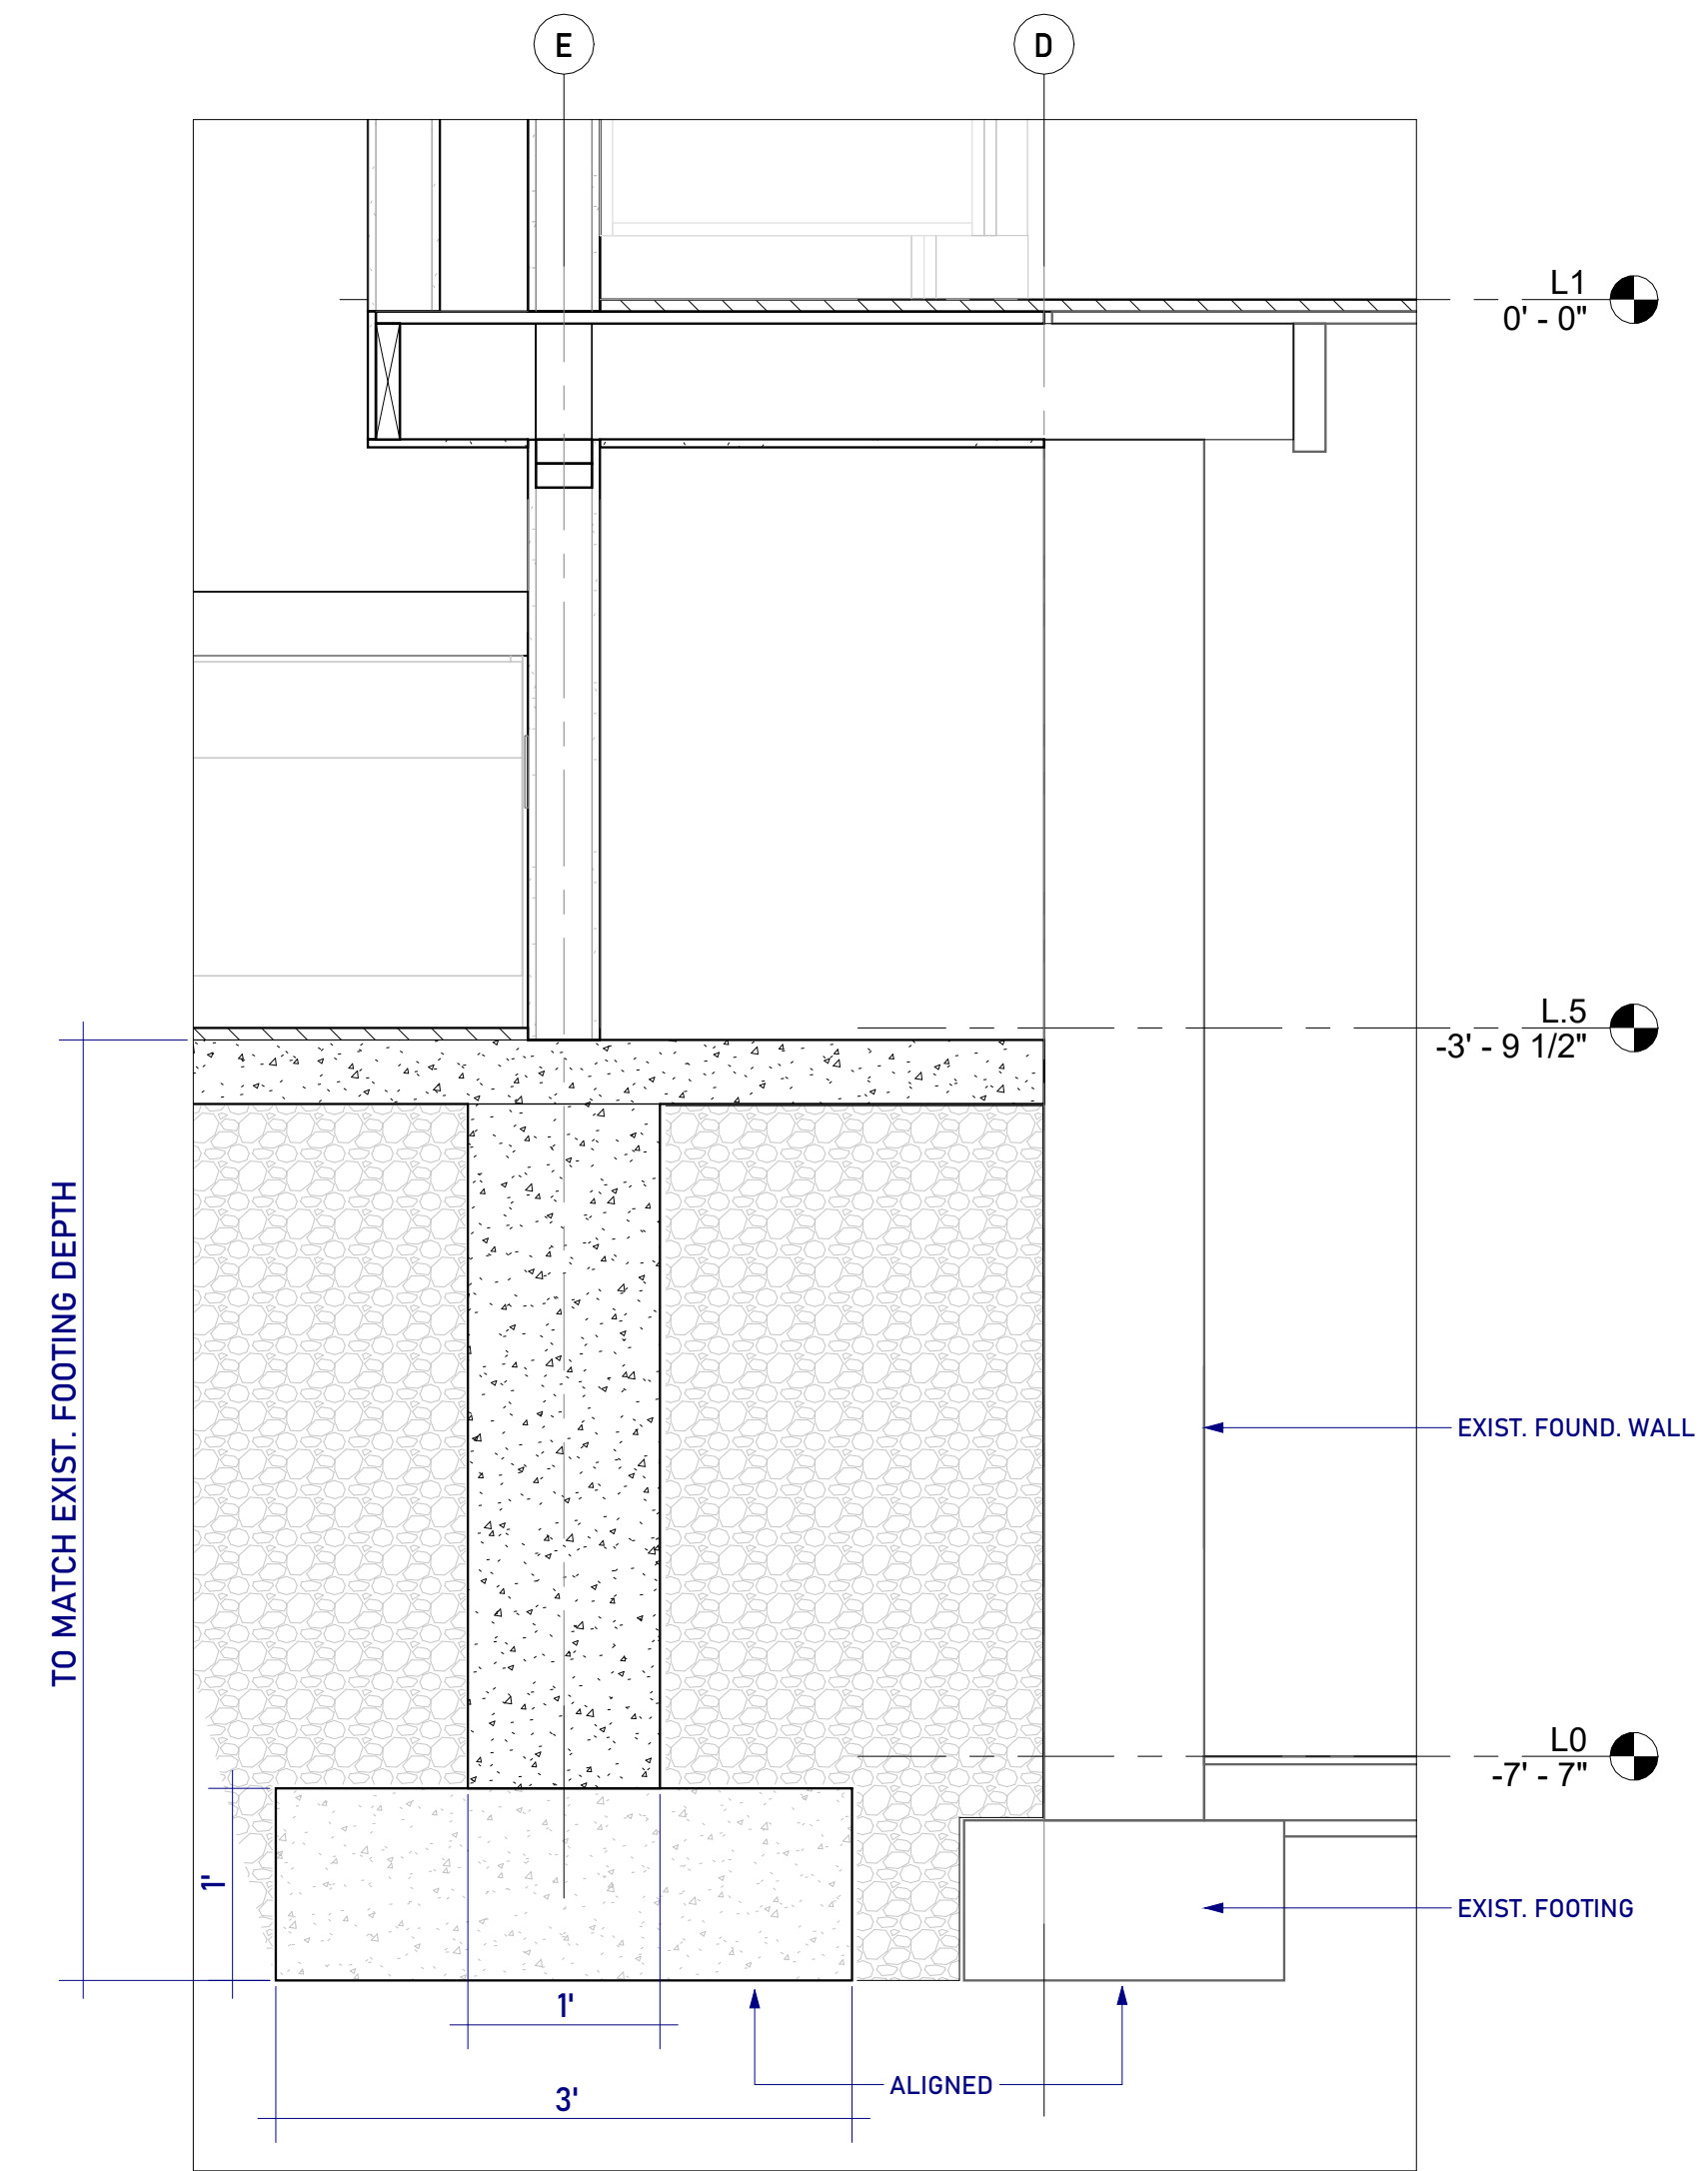 E
D
L1
0' - 0"
L.5
-3' - 9 1/2"
TO MATCH EXIST. FOOTING DEPTH
EXIST. FOUND. WALL
L0
-7' - 7"
1'
EXIST. FOOTING
1'
ALIGNED
3'